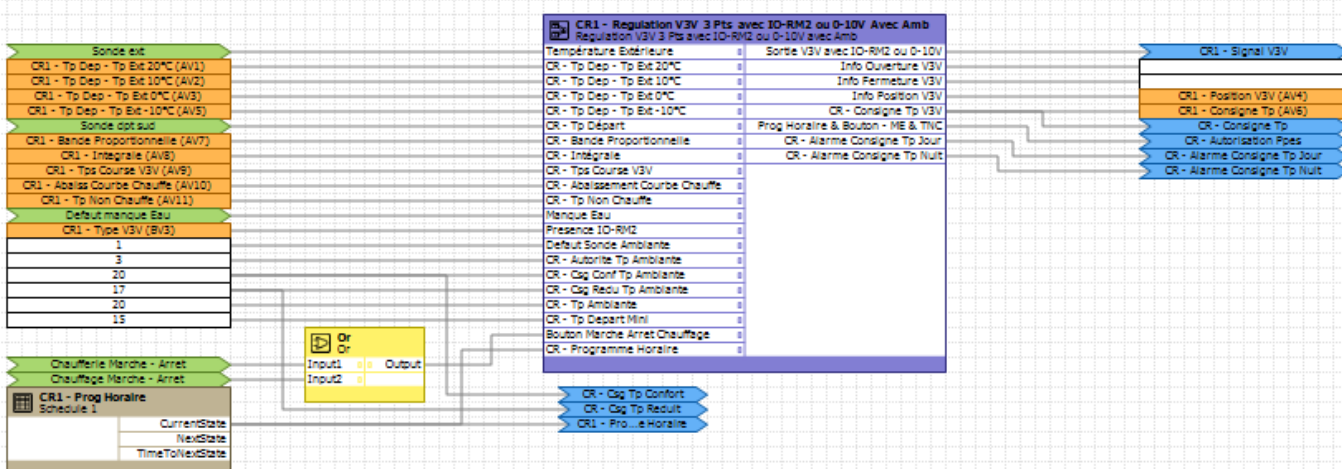 Sonde ext
CR1 - Tp Dep - Tp Ext 20°C (AV1)
CR1 - Tp Dep - Tp Ext 10°C (AV2)
CR1 - Tp Dep - Tp Ext 0°C (AV3)
CR1 - Tp Dep - Tp Ext -10°C (AV5)
Sonde dpt sud
CR1 - Bande Proportionnelle (AV7)
CR1 - Integrale (AV8)
CR1 - Tps Course V3V (AV9)
CR1 - Abaiss Courbe Chauffe (AV10)
CR1 - Tp Non Chauffe (AV11)
Defaut manque Eau
CR1 - Type V3V (BV3)
1
3
20
17
20
15
Chaufferie Marche - Arret
Chauffage Marche - Arret
CR1 - Prog Horaire
Schedule 1
CurrentState
NextState
TimeToNextState
Or
Or
Input1 Output
Input2
CR1 - Regulation V3V 3 Pts avec IO-RM2 ou 0-10V Avec Amb
Regulation V3V 3 Pts avec IO-RM2 ou 0-10V avec Amb
Température Extérieure
CR - Tp Dep - Tp Ext 20°C
CR - Tp Dep - Tp Ext 10°C
CR - Tp Dep - Tp Ext 0°C
CR - Tp Dep - Tp Ext -10°C
CR - Tp Départ
CR - Bande Proportionnelle
CR - Intégrale
CR - Tps Course V3V
CR - Abaissement Courbe Chauffe
CR - Tp Non Chauffe
Manque Eau
Presence IO-RM2
Defaut Sonde Ambiante
CR - Autorite Tp Ambiante
CR - Csg Conf Tp Ambiante
CR - Csg Redu Tp Ambiante
CR - Tp Ambiante
CR - Tp Depart Mini
Bouton Marche Arret Chauffage
CR - Programme Horaire
Sortie V3V avec IO-RM2 ou 0-10V
Info Ouverture V3V
Info Fermeture V3V
Info Position V3V
CR - Consigne Tp V3V
Prog Horaire & Bouton - ME & TNC
CR - Alarme Consigne Tp Jour
CR - Alarme Consigne Tp Nuit
CR - Csg Tp Confort
CR - Csg Tp Reduit
CR1 - Pro...e Horaire
CR1 - Signal V3V
CR1 - Position V3V (AV4)
CR1 - Consigne Tp (AV6)
CR - Consigne Tp
CR - Autorisation Ppes
CR - Alarme Consigne Tp Jour
CR - Alarme Consigne Tp Nuit